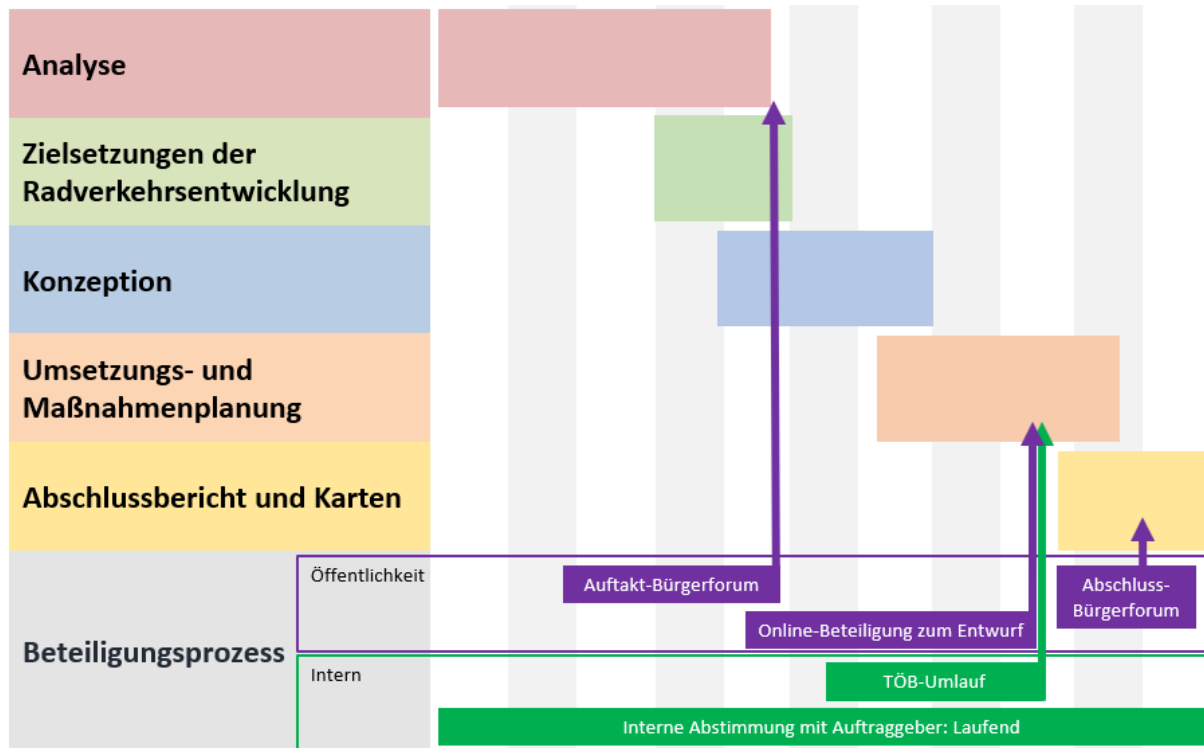 Analyse
Zielsetzungen der
Radverkehrsentwicklung
Konzeption
Umsetzungs- und
Maßnahmenplanung
Abschlussbericht und Karten
Beteiligungsprozess
Öffentlichkeit
Auftakt-Bürgerforum
Online-Beteiligung zum Entwurf
Abschluss-
Bürgerforum
Intern
TÖB-Umlauf
Interne Abstimmung mit Auftraggeber: Laufend